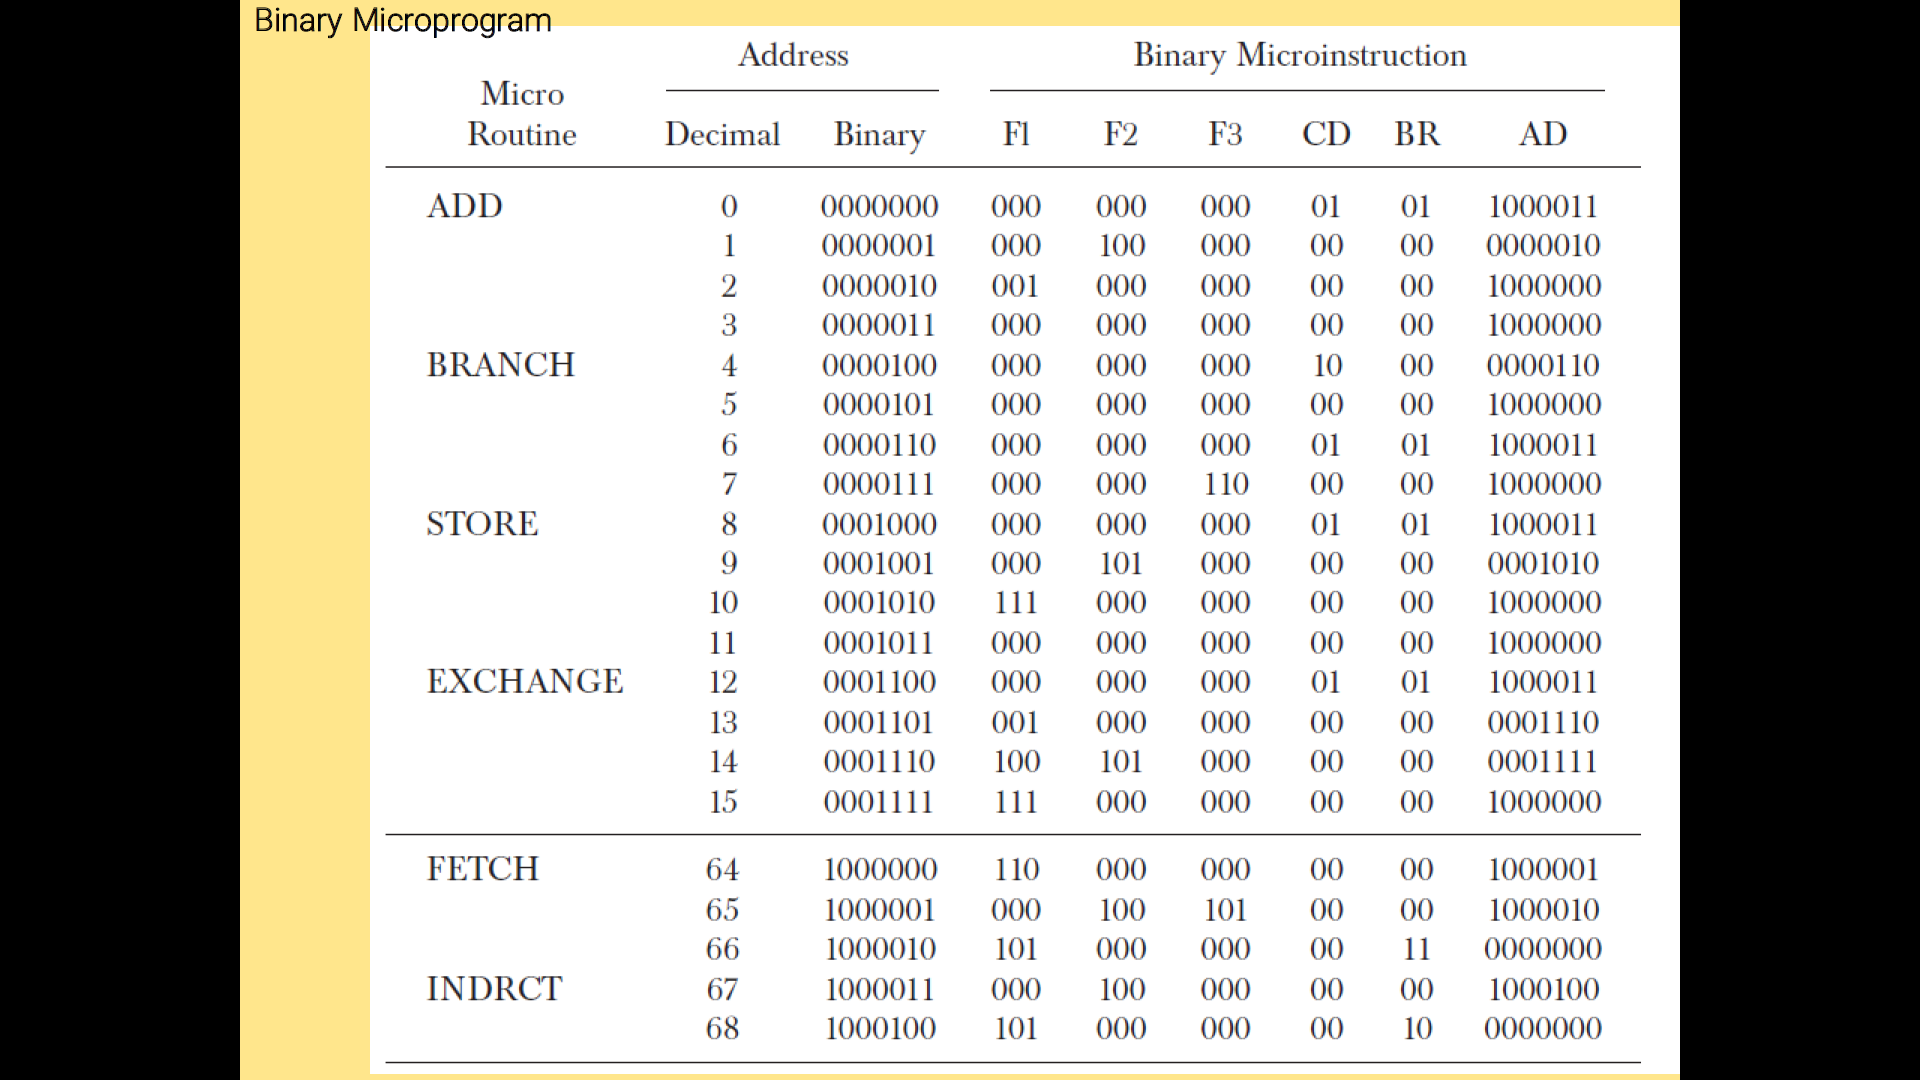 Binary Microprogram
Address Binary Microinstruction
Micro
Routine Decimal Binary F1 F2 F3 CD BR AD
ADD 0 0000000 000 000 000 01 01 1000011
1 0000001 000 100 000 00 00 0000010
2 0000010 001 000 000 00 00 1000000
3 0000011 000 000 000 00 00 1000000
BRANCH 4 0000100 000 000 000 10 00 0000110
5 0000101 000 000 000 00 00 1000000
6 0000110 000 000 000 01 01 1000011
7 0000111 000 000 110 00 00 1000000
STORE 8 0001000 000 000 000 01 01 1000011
9 0001001 000 101 000 00 00 0001010
10 0001010 111 000 000 00 00 1000000
11 0001011 000 000 000 00 00 1000000
EXCHANGE 12 0001100 000 000 000 01 01 1000011
13 0001101 001 000 000 00 00 0001110
14 0001110 100 101 000 00 00 0001111
15 0001111 111 000 000 00 00 1000000
FETCH 64 1000000 110 000 000 00 00 1000001
65 1000001 000 100 101 00 00 1000010
66 1000010 101 000 000 00 11 0000000
INDRCT 67 1000011 000 100 000 00 00 1000100
68 1000100 101 000 000 00 10 0000000